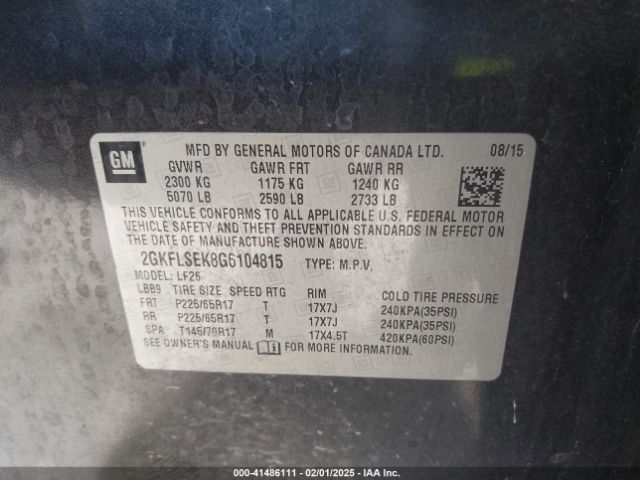 GM
MFD BY GENERAL MOTORS OF CANADA LTD. 08/15
GVWR GAWR FRT GAWR RR
2300 KG 1175 KG 1240 KG
5070 LB 2590 LB 2733 LB
THIS VEHICLE CONFORMS TO ALL APPLICABLE U.S. FEDERAL MOTOR
VEHICLE SAFETY AND THEFT PREVENTION STANDARDS IN EFFECT ON
THE DATE OF MANUFACTURE SHOWN ABOVE.
2GKFLSEK8G6104815 TYPE: M.P.V.
MODEL: LF26
LBB9 TIRE SIZE SPEED RTG RIM COLD TIRE PRESSURE
FRT P225/65R17 T 17X7J 240KPA(35PSI)
RR P225/65R17 T 17X7J 240KPA(35PSI)
SPA T145/70R17 M 17X4.5T 420KPA(60PSI)
SEE OWNER'S MANUAL FOR MORE INFORMATION.
000-41486111 - 02/01/2025 - IAA Inc.